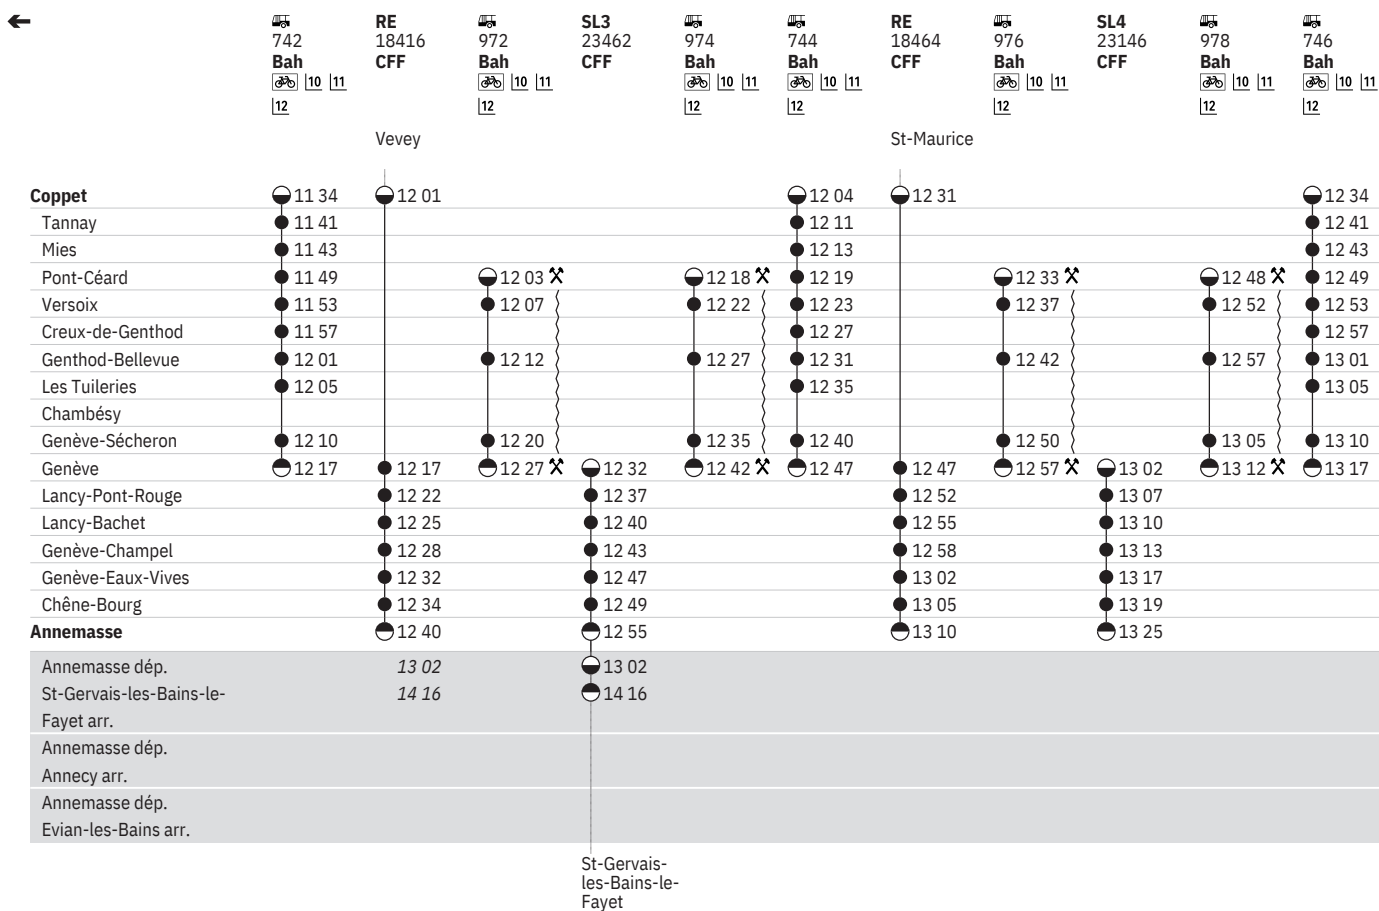 RE SL3 RE SL4
742 18416 972 23462 974 744 18464 976 23146 978 746
Bah CFF Bah CFF Bah Bah CFF Bah CFF Bah Bah
10 11 10 11 10 11 10 11 10 11 10 11 10 11
12 12 12 12 12 12 12
Vevey St-Maurice
Coppet 11 34 12 01 12 04 12 31 12 34
Tannay 11 41 12 11 12 41
Mies 11 43 12 13 12 43
Pont-Céard 11 49 12 03 12 18 12 19 12 33 12 48 12 49
Versoix 11 53 12 07 12 22 12 23 12 37 12 52 12 53
Creux-de-Genthod 11 57 12 27 12 57
Genthod-Bellevue 12 01 12 12 12 27 12 31 12 42 12 57 13 01
Les Tuileries 12 05 12 35 13 05
Chambésy
Genève-Sécheron 12 10 12 20 12 35 12 40 12 50 13 05 13 10
Genève 12 17 12 17 12 27 12 32 12 42 12 47 12 47 12 57 13 02 13 12 13 17
Lancy-Pont-Rouge 12 22 12 37 12 52 13 07
Lancy-Bachet 12 25 12 40 12 55 13 10
Genève-Champel 12 28 12 43 12 58 13 13
Genève-Eaux-Vives 12 32 12 47 13 02 13 17
Chêne-Bourg 12 34 12 49 13 05 13 19
Annemasse 12 40 12 55 13 10 13 25
Annemasse dép. 13 02 13 02
St-Gervais-les-Bains-le- 14 16 14 16
Fayet arr.
Annemasse dép.
Annecy arr.
Annemasse dép.
Evian-les-Bains arr.
St-Gervais-
les-Bains-le-
Fayet